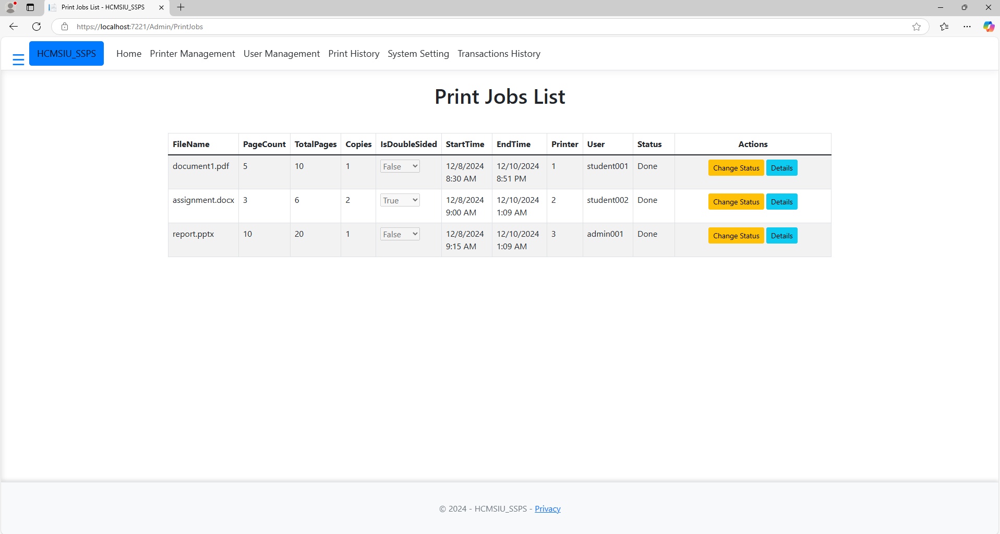 Print Jobs List - HCMSIU_SSPS
https://localhost:7221/Admin/PrintJobs
HCMSIU_SSPS Home Printer Management User Management Print History System Setting Transactions History
Print Jobs List
FileName PageCount TotalPages Copies IsDoubleSided StartTime EndTime Printer User Status Actions
document1.pdf 5 10 1 False 12/8/2024 8:30 AM 12/10/2024 8:51 PM 1 student001 Done Change Status Details
assignment.docx 3 6 2 True 12/8/2024 9:00 AM 12/10/2024 1:09 AM 2 student002 Done Change Status Details
report.pptx 10 20 1 False 12/8/2024 9:15 AM 12/10/2024 1:09 AM 3 admin001 Done Change Status Details
© 2024 - HCMSIU_SSPS - Privacy